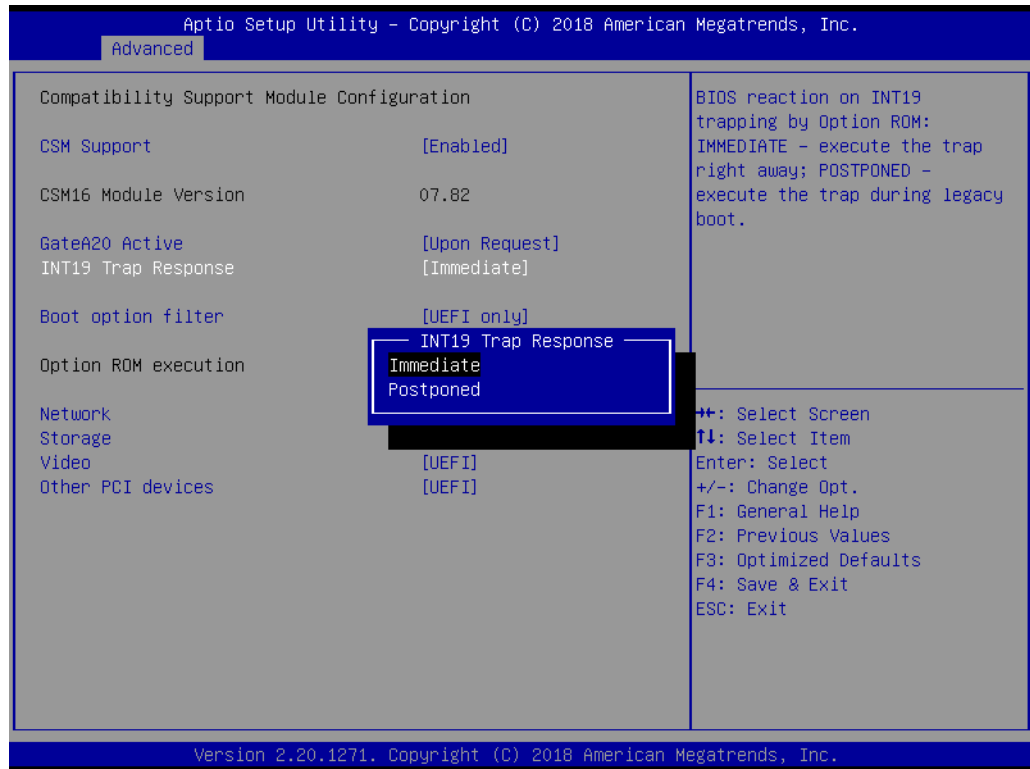 Aptio Setup Utility – Copyright (C) 2018 American Megatrends, Inc.
Advanced
Compatibility Support Module Configuration
CSM Support [Enabled]
CSM16 Module Version 07.82
GateA20 Active [Upon Request]
INT19 Trap Response [Immediate]
Boot option filter [UEFI only]
Option ROM execution
Network
Storage
Video [UEFI]
Other PCI devices [UEFI]
INT19 Trap Response
Immediate
Postponed
BIOS reaction on INT19
trapping by Option ROM:
IMMEDIATE – execute the trap
right away; POSTPONED –
execute the trap during legacy
boot.
→←: Select Screen
↑↓: Select Item
Enter: Select
+/-: Change Opt.
F1: General Help
F2: Previous Values
F3: Optimized Defaults
F4: Save & Exit
ESC: Exit
Version 2.20.1271. Copyright (C) 2018 American Megatrends, Inc.